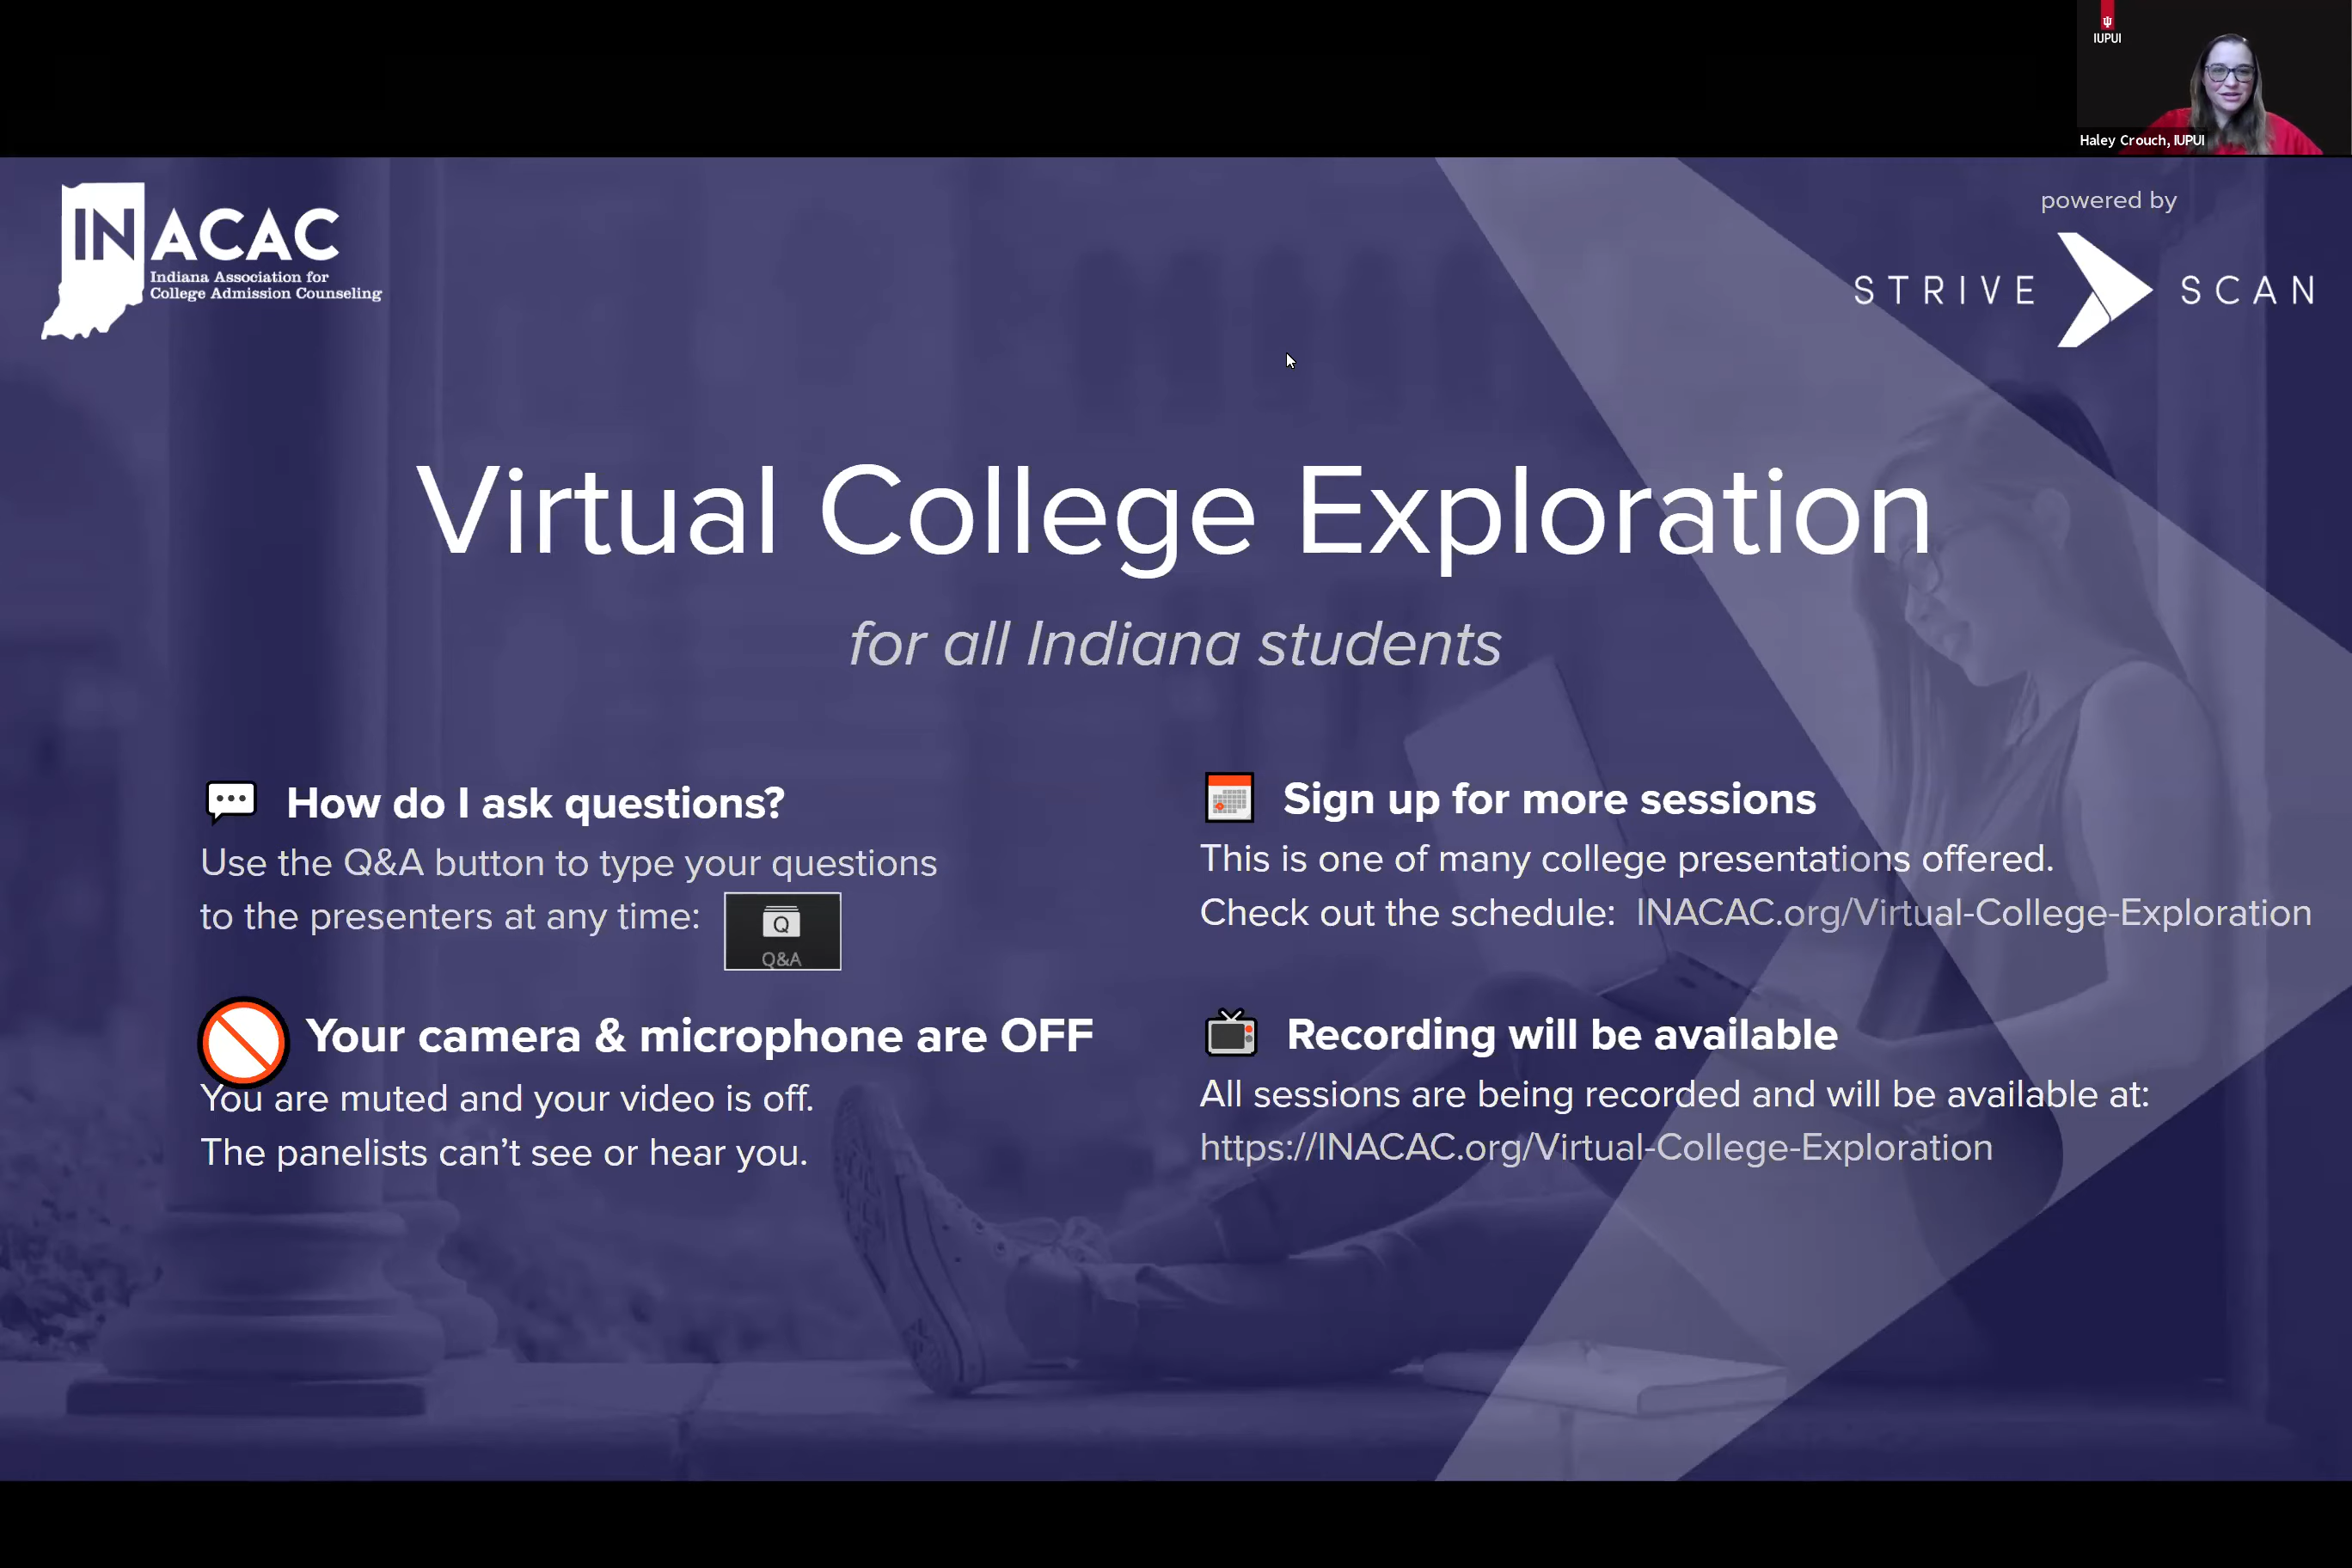 IUPUI
Haley Crouch, IUPUI
INACAC
Indiana Association for
College Admission Counseling
powered by
STRIVE SCAN
Virtual College Exploration
for all Indiana students
How do I ask questions?
Use the Q&A button to type your questions
to the presenters at any time:
Q
Q&A
Your camera & microphone are OFF
You are muted and your video is off.
The panelists can't see or hear you.
Sign up for more sessions
This is one of many college presentations offered.
Check out the schedule: INACAC.org/Virtual-College-Exploration
Recording will be available
All sessions are being recorded and will be available at:
https://INACAC.org/Virtual-College-Exploration